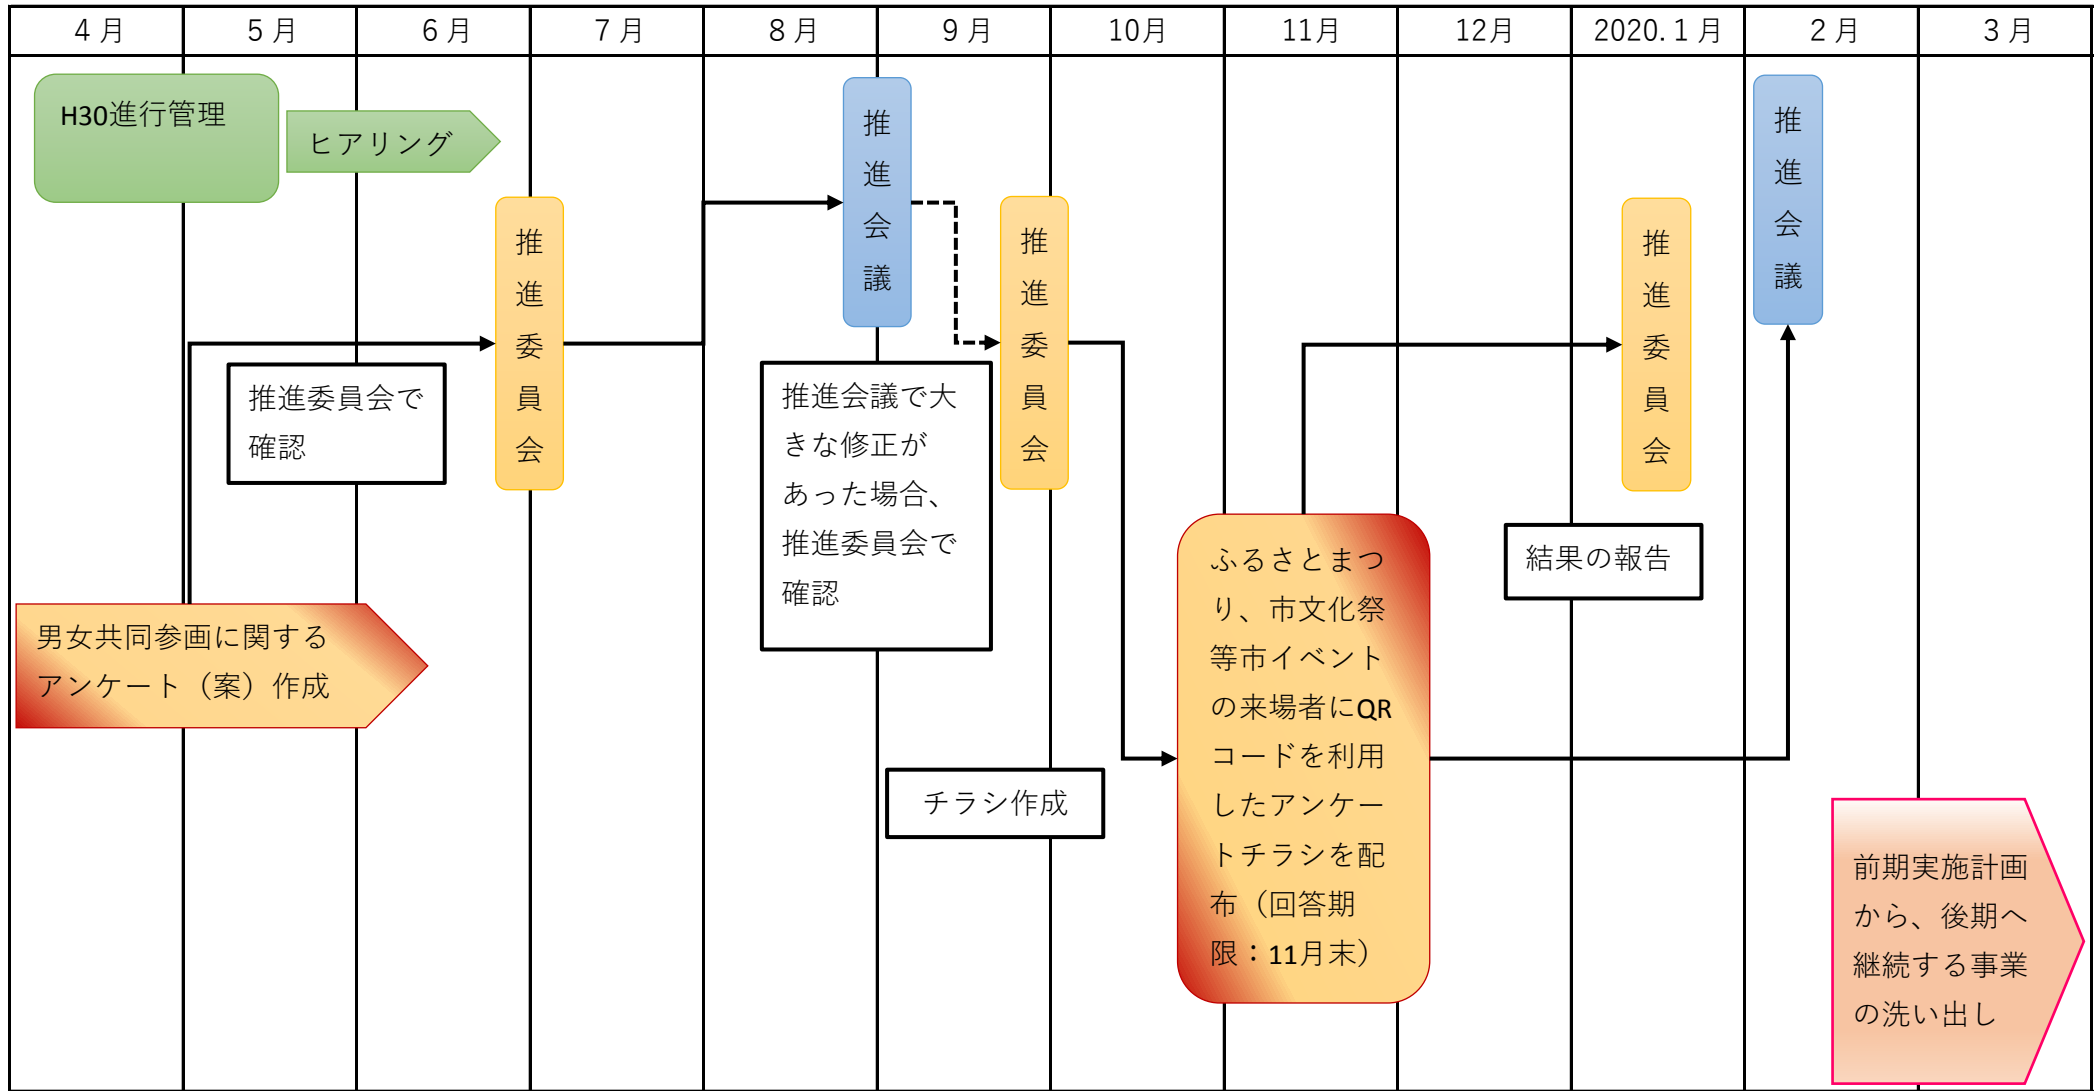 ４月
５月
６月
７月
８月
９月
10月
11月
12月
2020.１月
２月
３月
H30進行管理
ヒアリング
推進委員会
推進会議
推進委員会
推進委員会
推進会議
推進委員会で
確認
推進会議で大
きな修正が
あった場合、
推進委員会で
確認
男女共同参画に関する
アンケート（案）作成
チラシ作成
ふるさとまつ
り、市文化祭
等市イベント
の来場者にQR
コードを利用
したアンケー
トチラシを配
布（回答期
限：11月末）
結果の報告
前期実施計画
から、後期へ
継続する事業
の洗い出し